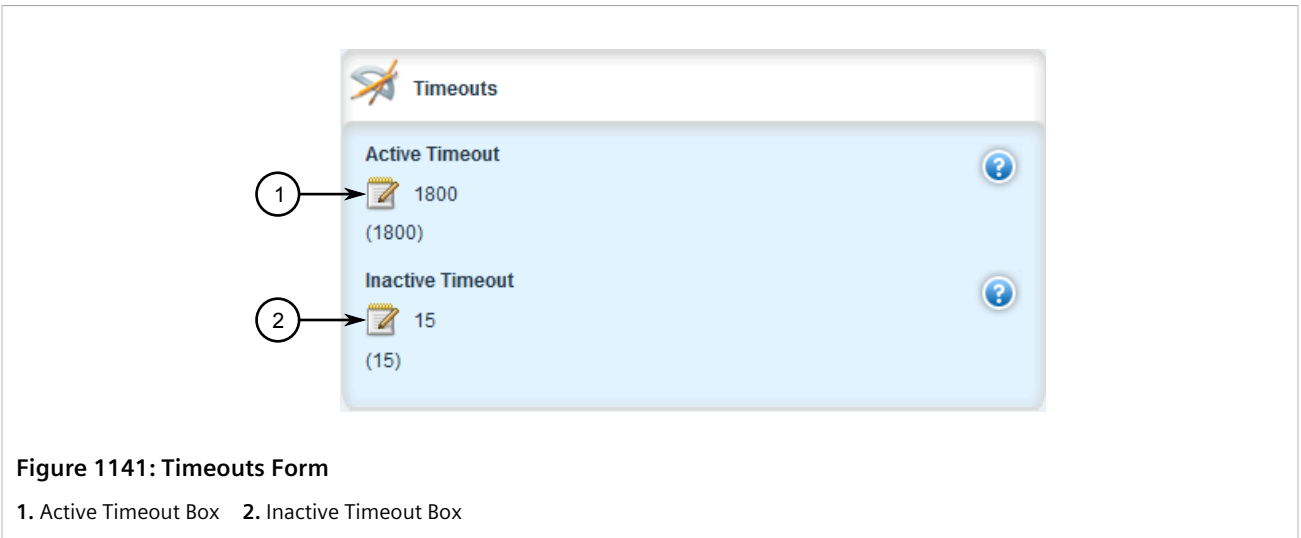 Timeouts
Active Timeout
1 1800
(1800)
Inactive Timeout
2 15
(15)
Figure 1141: Timeouts Form
1. Active Timeout Box 2. Inactive Timeout Box